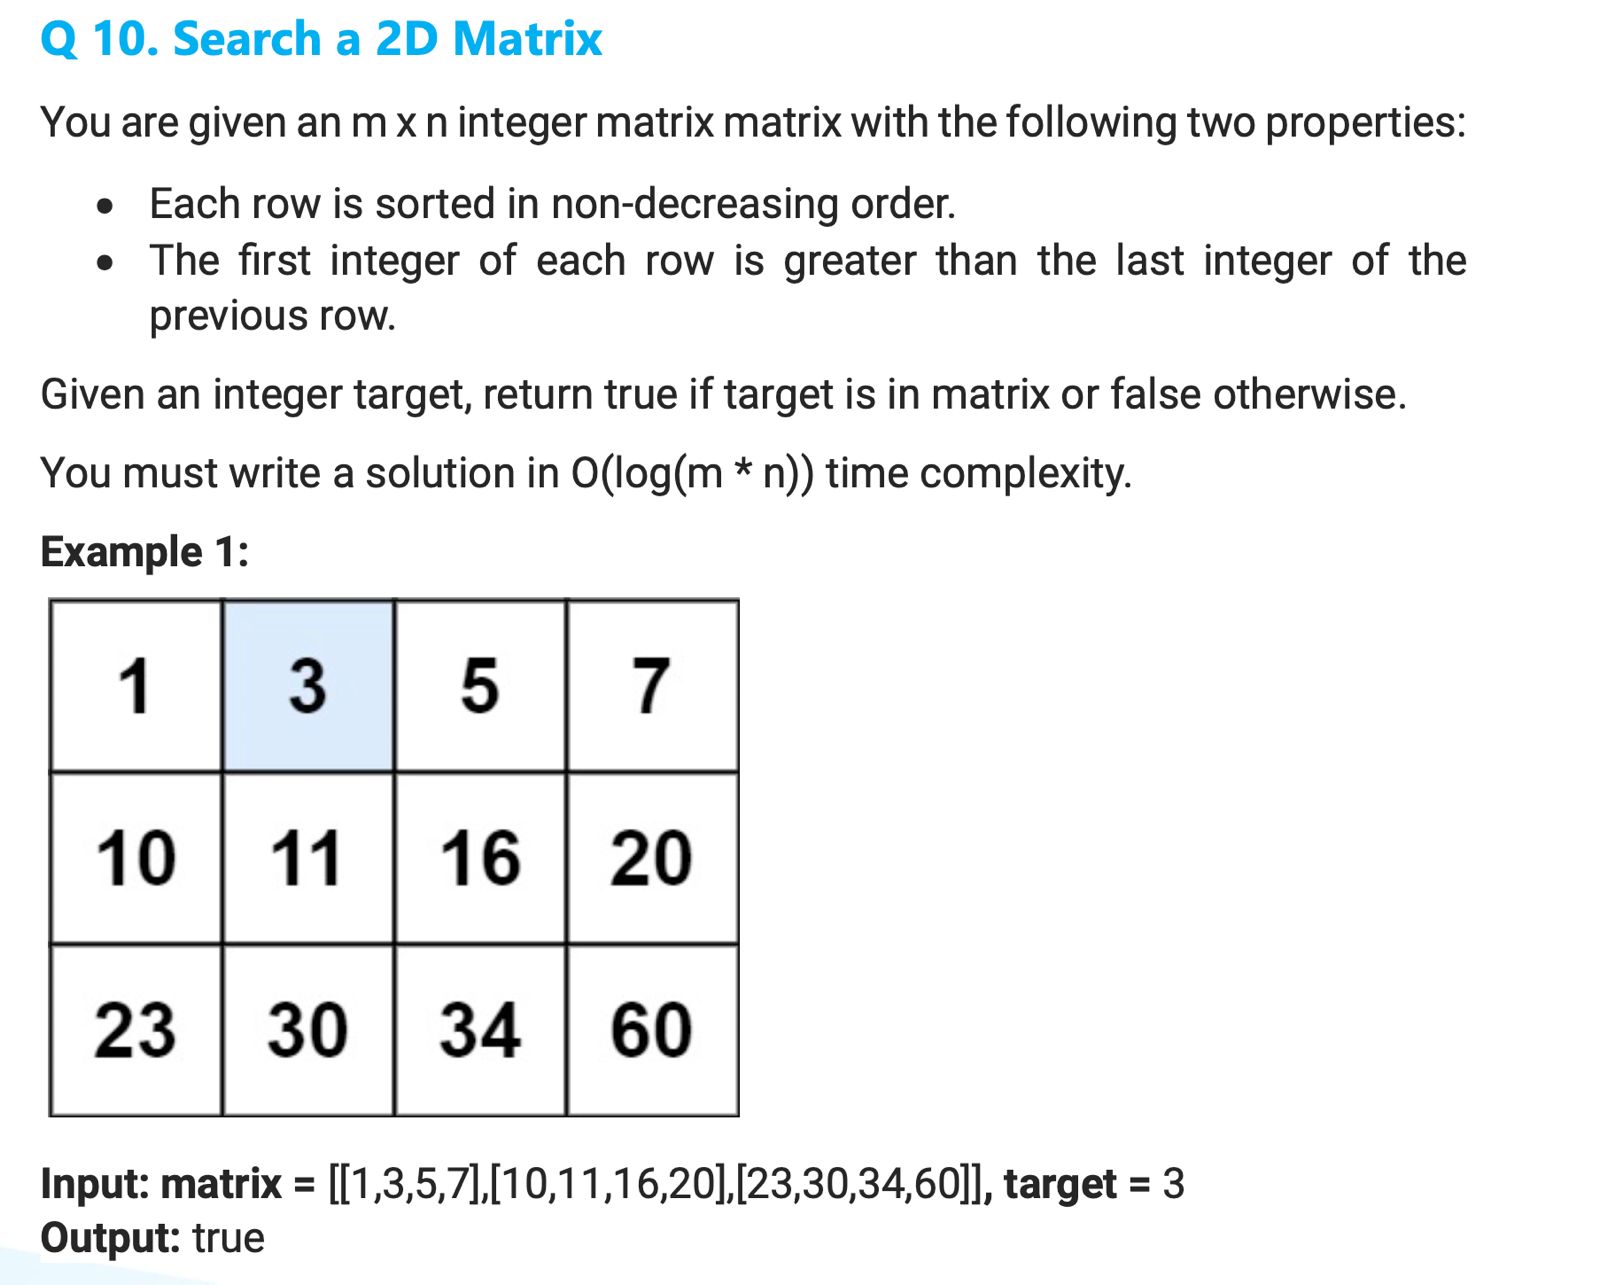 Q 10. Search a 2D Matrix
You are given an m x n integer matrix matrix with the following two properties:
• Each row is sorted in non-decreasing order.
• The first integer of each row is greater than the last integer of the
previous row.
Given an integer target, return true if target is in matrix or false otherwise.
You must write a solution in O(log(m * n)) time complexity.
Example 1:
1 3 5 7
10 11 16 20
23 30 34 60
Input: matrix = [[1,3,5,7],[10,11,16,20],[23,30,34,60]], target = 3
Output: true